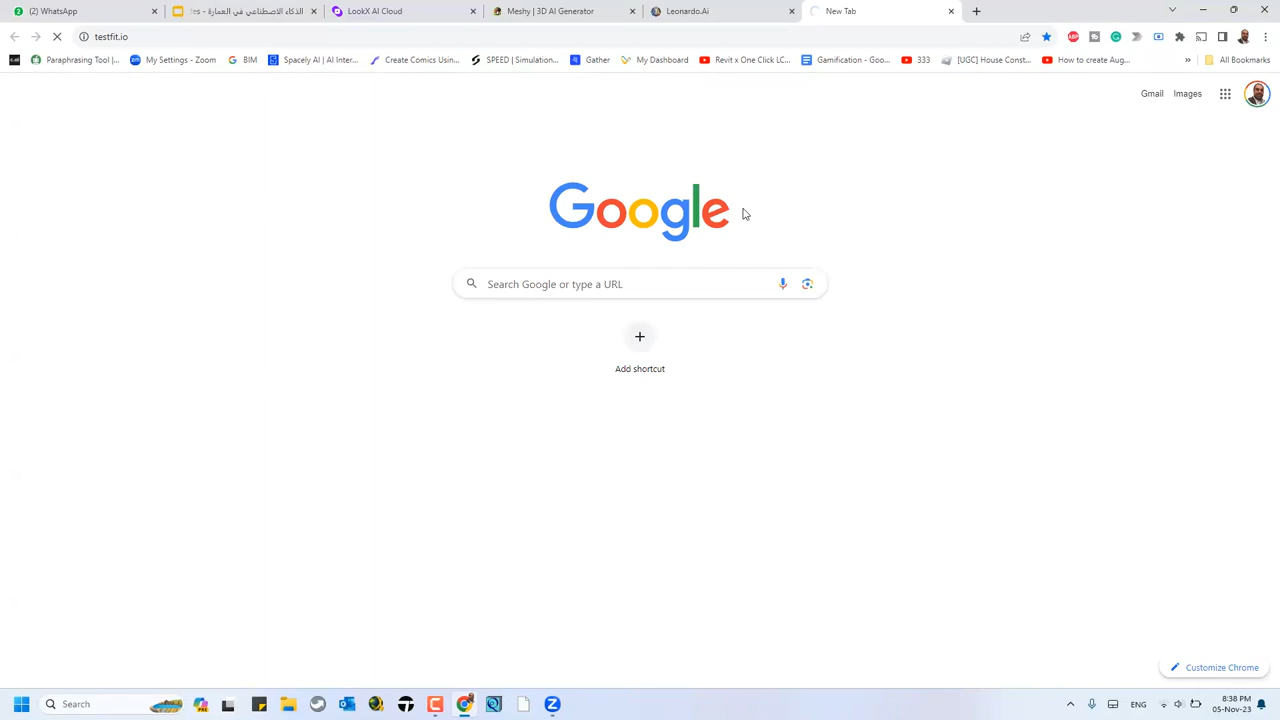 (2) WhatsApp
الذكاء الاصطناعي في العمارة - les
LookX AI Cloud
Meshy | 3D AI Generator
Leonardo.Ai
New Tab
testfit.io
Paraphrasing Tool |...
My Settings - Zoom
BIM
Spacely AI | AI Inter...
Create Comics Using...
SPEED | Simulation...
Gather
My Dashboard
Revit x One Click LC...
Gamification - Goo...
333
[UGC] House Const...
How to create Aug...
»
All Bookmarks
Gmail
Images
Google
Search Google or type a URL
Add shortcut
Customize Chrome
Search
ENG
8:38 PM
05-Nov-23